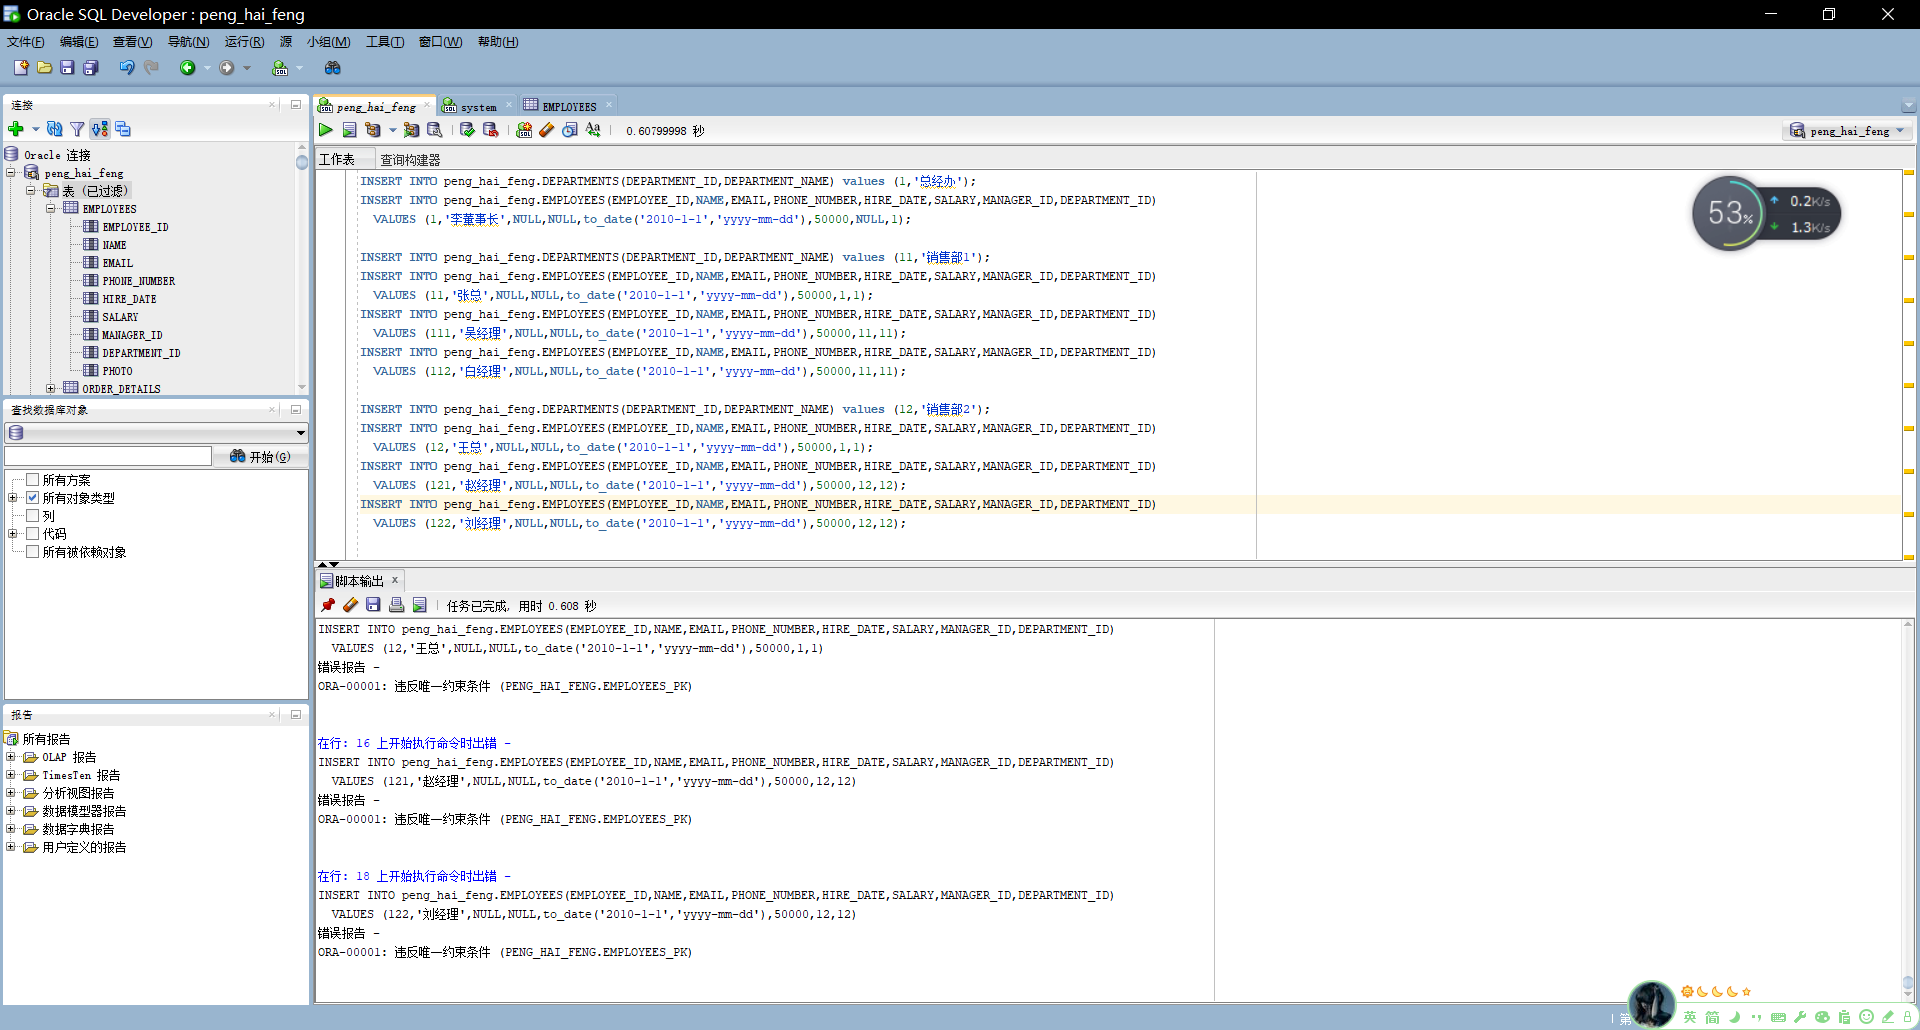 Oracle SQL Developer : peng_hai_feng
文件(F) 编辑(E) 查看(V) 导航(N) 运行(R) 源 小组(M) 工具(T) 窗口(W) 帮助(H)
连接
Oracle 连接
peng_hai_feng
表 (已过滤)
EMPLOYEES
EMPLOYEE_ID
NAME
EMAIL
PHONE_NUMBER
HIRE_DATE
SALARY
MANAGER_ID
DEPARTMENT_ID
PHOTO
ORDER_DETAILS
查找数据库对象
开始(G)
所有方案
所有对象类型
列
代码
所有被依赖对象
报告
所有报告
OLAP 报告
TimesTen 报告
分析视图报告
数据模型器报告
数据字典报告
用户定义的报告
peng_hai_feng system EMPLOYEES
0.60799998 秒
peng_hai_feng
工作表 查询构建器
INSERT INTO peng_hai_feng.DEPARTMENTS(DEPARTMENT_ID,DEPARTMENT_NAME) values (1,'总经办');
INSERT INTO peng_hai_feng.EMPLOYEES(EMPLOYEE_ID,NAME,EMAIL,PHONE_NUMBER,HIRE_DATE,SALARY,MANAGER_ID,DEPARTMENT_ID)
VALUES (1,'李董事长',NULL,NULL,to_date('2010-1-1','yyyy-mm-dd'),50000,NULL,1);
INSERT INTO peng_hai_feng.DEPARTMENTS(DEPARTMENT_ID,DEPARTMENT_NAME) values (11,'销售部1');
INSERT INTO peng_hai_feng.EMPLOYEES(EMPLOYEE_ID,NAME,EMAIL,PHONE_NUMBER,HIRE_DATE,SALARY,MANAGER_ID,DEPARTMENT_ID)
VALUES (11,'张总',NULL,NULL,to_date('2010-1-1','yyyy-mm-dd'),50000,1,1);
INSERT INTO peng_hai_feng.EMPLOYEES(EMPLOYEE_ID,NAME,EMAIL,PHONE_NUMBER,HIRE_DATE,SALARY,MANAGER_ID,DEPARTMENT_ID)
VALUES (111,'吴经理',NULL,NULL,to_date('2010-1-1','yyyy-mm-dd'),50000,11,11);
INSERT INTO peng_hai_feng.EMPLOYEES(EMPLOYEE_ID,NAME,EMAIL,PHONE_NUMBER,HIRE_DATE,SALARY,MANAGER_ID,DEPARTMENT_ID)
VALUES (112,'白经理',NULL,NULL,to_date('2010-1-1','yyyy-mm-dd'),50000,11,11);
INSERT INTO peng_hai_feng.DEPARTMENTS(DEPARTMENT_ID,DEPARTMENT_NAME) values (12,'销售部2');
INSERT INTO peng_hai_feng.EMPLOYEES(EMPLOYEE_ID,NAME,EMAIL,PHONE_NUMBER,HIRE_DATE,SALARY,MANAGER_ID,DEPARTMENT_ID)
VALUES (12,'王总',NULL,NULL,to_date('2010-1-1','yyyy-mm-dd'),50000,1,1);
INSERT INTO peng_hai_feng.EMPLOYEES(EMPLOYEE_ID,NAME,EMAIL,PHONE_NUMBER,HIRE_DATE,SALARY,MANAGER_ID,DEPARTMENT_ID)
VALUES (121,'赵经理',NULL,NULL,to_date('2010-1-1','yyyy-mm-dd'),50000,12,12);
INSERT INTO peng_hai_feng.EMPLOYEES(EMPLOYEE_ID,NAME,EMAIL,PHONE_NUMBER,HIRE_DATE,SALARY,MANAGER_ID,DEPARTMENT_ID)
VALUES (122,'刘经理',NULL,NULL,to_date('2010-1-1','yyyy-mm-dd'),50000,12,12);
53%
0.2K/s
1.3K/s
脚本输出
任务已完成, 用时 0.608 秒
INSERT INTO peng_hai_feng.EMPLOYEES(EMPLOYEE_ID,NAME,EMAIL,PHONE_NUMBER,HIRE_DATE,SALARY,MANAGER_ID,DEPARTMENT_ID)
VALUES (12,'王总',NULL,NULL,to_date('2010-1-1','yyyy-mm-dd'),50000,1,1)
错误报告 -
ORA-00001: 违反唯一约束条件 (PENG_HAI_FENG.EMPLOYEES_PK)
在行: 16 上开始执行命令时出错 -
INSERT INTO peng_hai_feng.EMPLOYEES(EMPLOYEE_ID,NAME,EMAIL,PHONE_NUMBER,HIRE_DATE,SALARY,MANAGER_ID,DEPARTMENT_ID)
VALUES (121,'赵经理',NULL,NULL,to_date('2010-1-1','yyyy-mm-dd'),50000,12,12)
错误报告 -
ORA-00001: 违反唯一约束条件 (PENG_HAI_FENG.EMPLOYEES_PK)
在行: 18 上开始执行命令时出错 -
INSERT INTO peng_hai_feng.EMPLOYEES(EMPLOYEE_ID,NAME,EMAIL,PHONE_NUMBER,HIRE_DATE,SALARY,MANAGER_ID,DEPARTMENT_ID)
VALUES (122,'刘经理',NULL,NULL,to_date('2010-1-1','yyyy-mm-dd'),50000,12,12)
错误报告 -
ORA-00001: 违反唯一约束条件 (PENG_HAI_FENG.EMPLOYEES_PK)
第
英 简